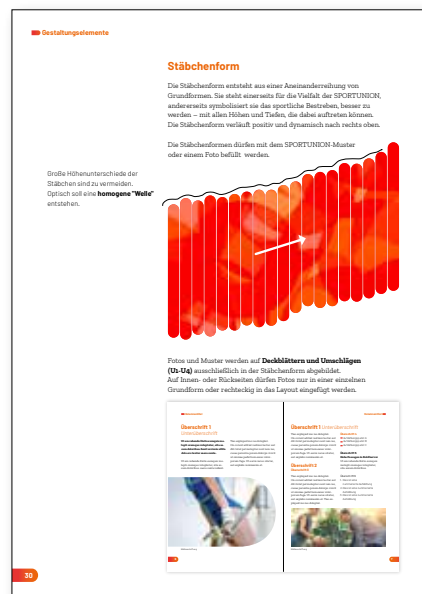 Gestaltungselemente
Stäbchenform
Die Stäbchenform entsteht aus einer Aneinanderreihung von
Grundformen. Sie steht einerseits für die Vielfalt der SPORTUNION,
andererseits symbolisiert sie das sportliche Bestreben, besser zu
werden – mit allen Höhen und Tiefen, die dabei auftreten können.
Die Stäbchenform verläuft positiv und dynamisch nach rechts oben.
Die Stäbchenformen dürfen mit dem SPORTUNION-Muster
oder einem Foto befüllt werden.
Große Höhenunterschiede der
Stäbchen sind zu vermeiden.
Optisch soll eine homogene "Welle"
entstehen.
Fotos und Muster werden auf Deckblättern und Umschlägen
(U1-U4) ausschließlich in der Stäbchenform abgebildet.
Auf Innen- oder Rückseiten dürfen Fotos nur in einer einzelnen
Grundform oder rechteckig in das Layout eingefügt werden.
Überschrift 1
Unterüberschrift
Überschrift 1 Unterüberschrift
Überschrift 2
30